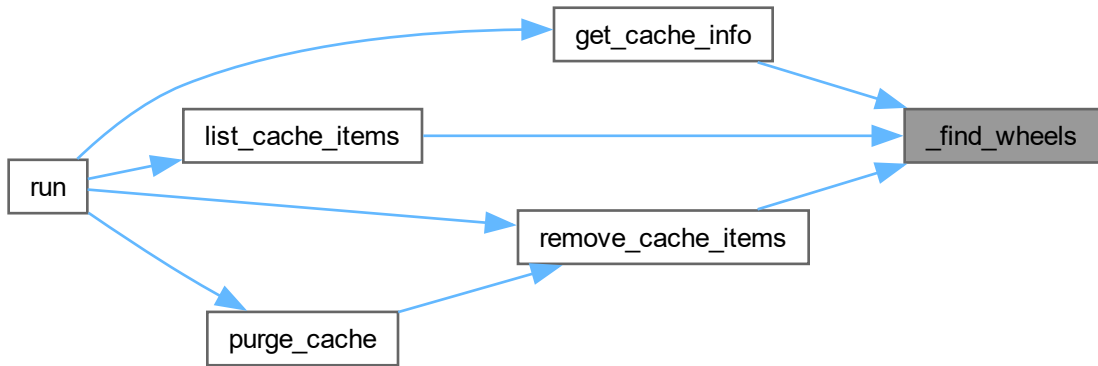 get_cache_info
list_cache_items
_find_wheels
run
remove_cache_items
purge_cache